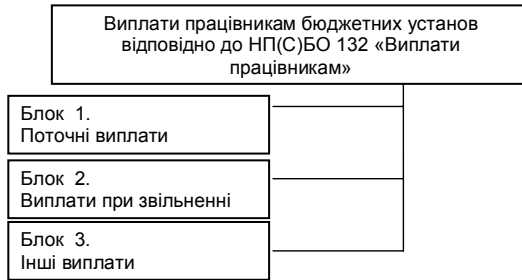 Виплати працівникам бюджетних установ
відповідно до НП(С)БО 132 «Виплати
працівникам»
Блок 1.
Поточні виплати
Блок 2.
Виплати при звільненні
Блок 3.
Інші виплати